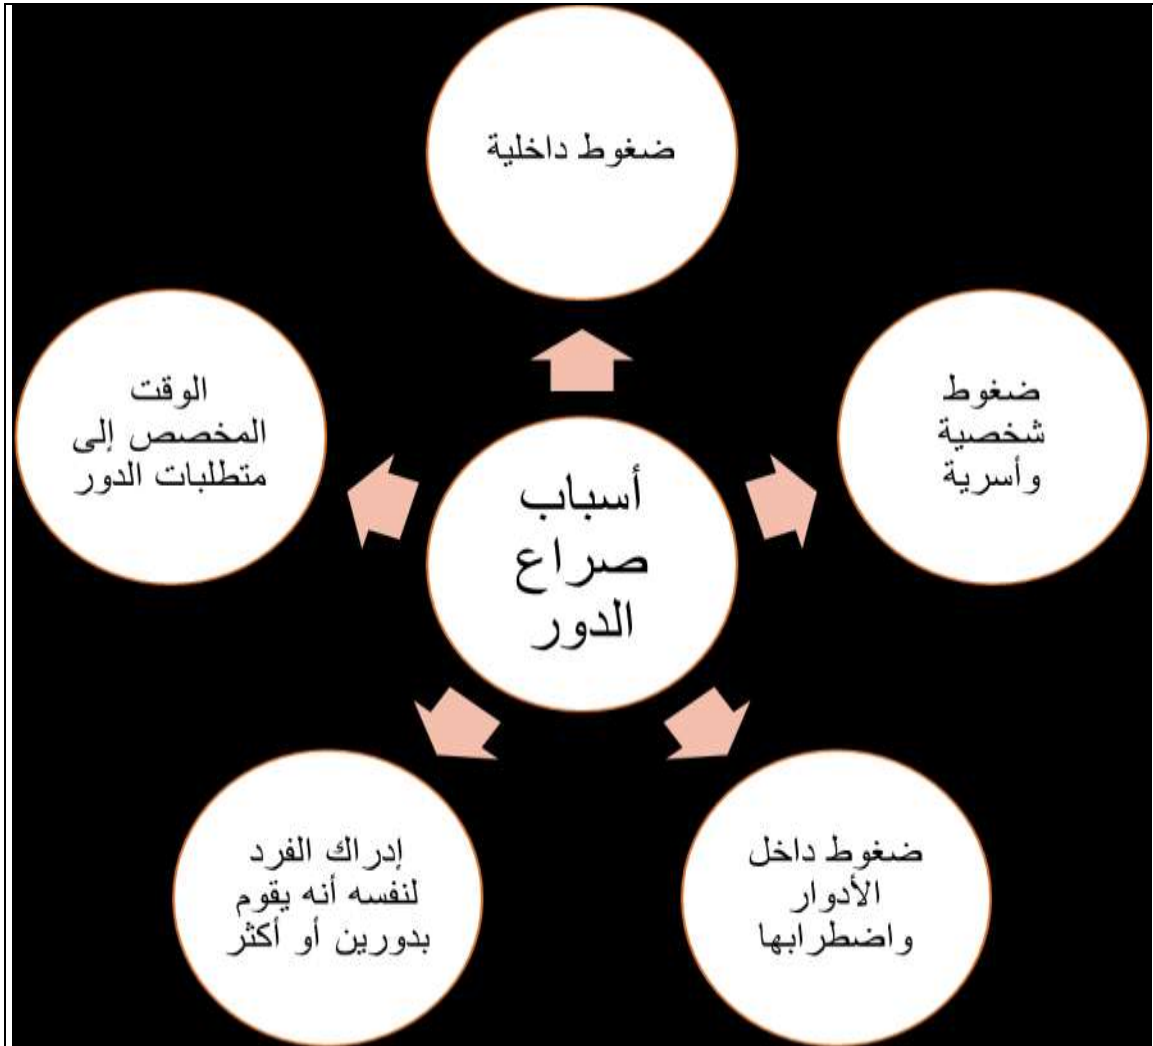 ضغوط داخلية
ضغوط
شخصية
وأسرية
الوقت
المخصص إلى
متطلبات الدور
أسباب
صراع
الدور
ضغوط داخل
الأدوار
واضطرابها
إدراك الفرد
لنفسه أنه يقوم
بدورين أو أكثر